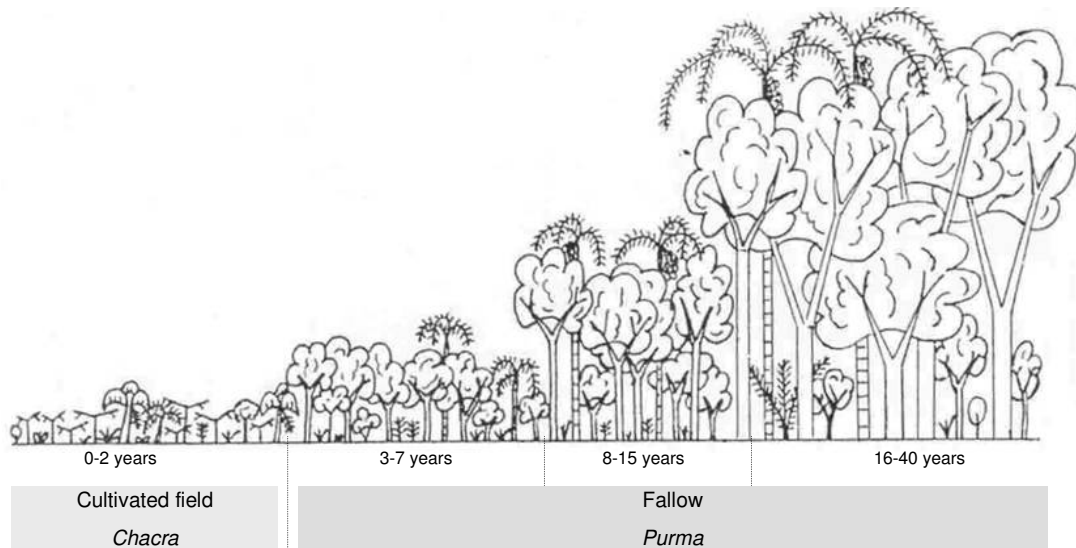 0-2 years
3-7 years
8-15 years
16-40 years
Cultivated field
Fallow
Chacra
Purma